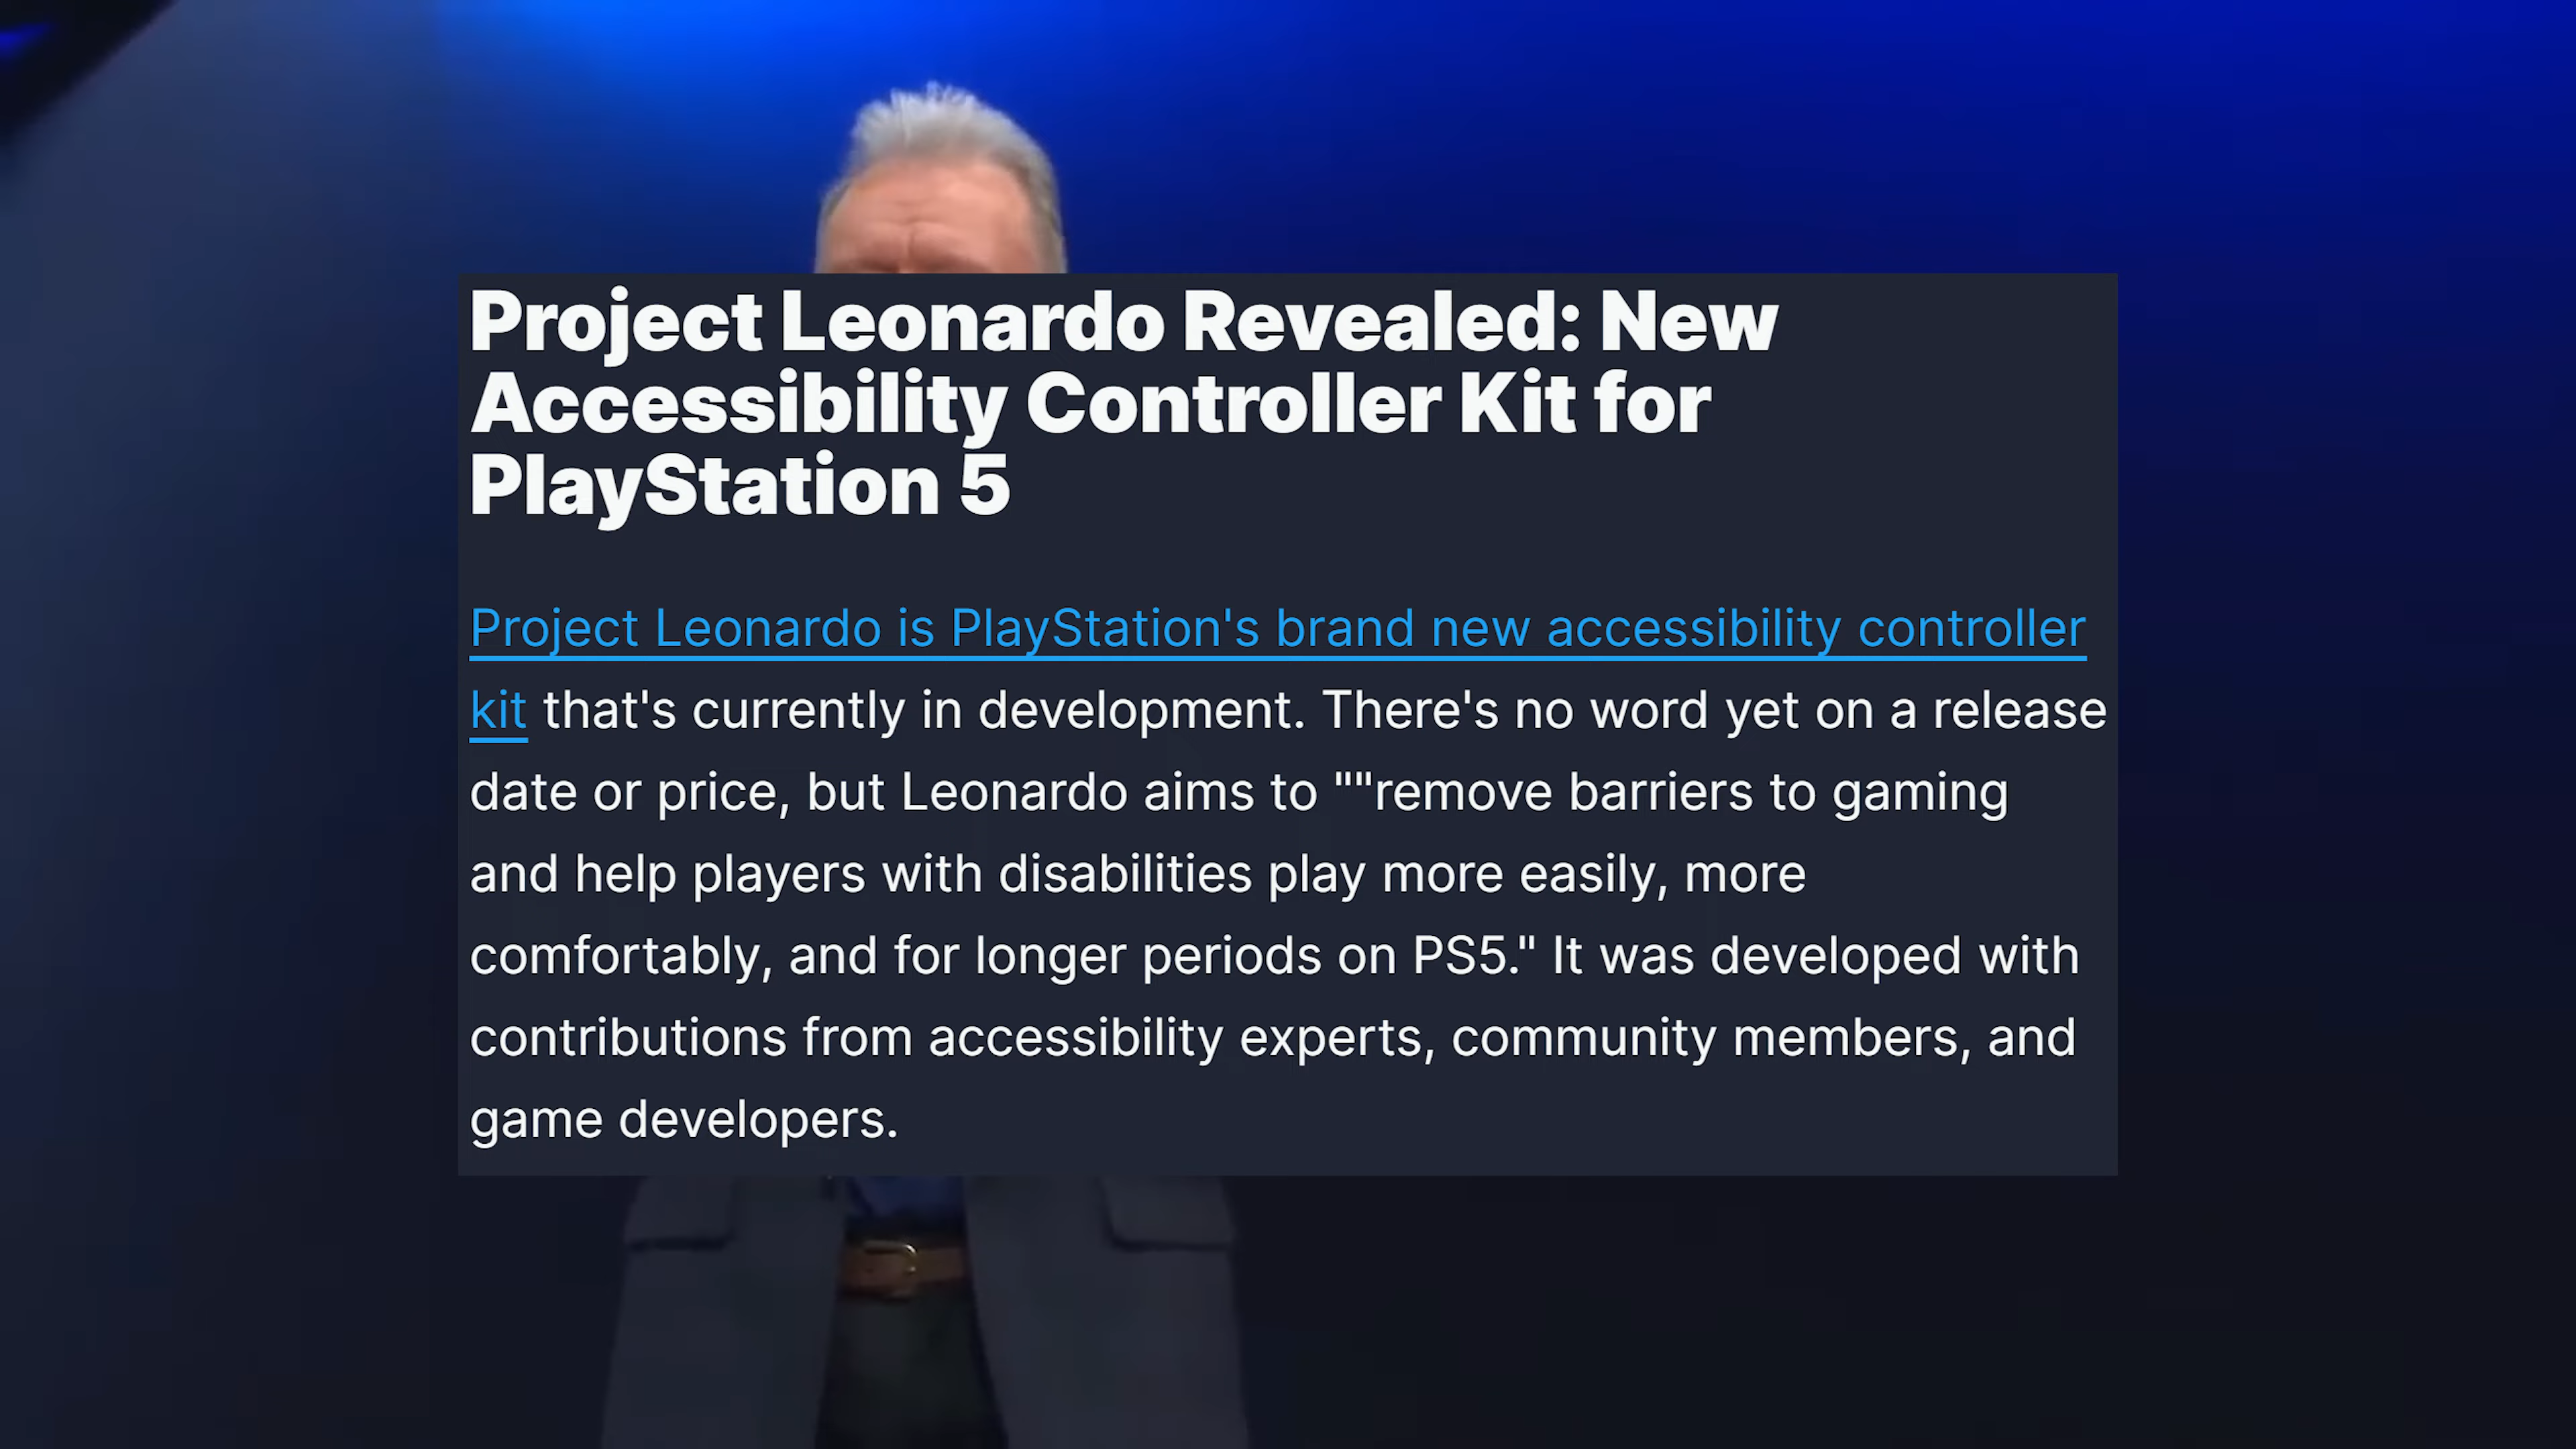 Project Leonardo Revealed: New
Accessibility Controller Kit for
PlayStation 5
Project Leonardo is PlayStation's brand new accessibility controller
kit that's currently in development. There's no word yet on a release
date or price, but Leonardo aims to ""remove barriers to gaming
and help players with disabilities play more easily, more
comfortably, and for longer periods on PS5." It was developed with
contributions from accessibility experts, community members, and
game developers.